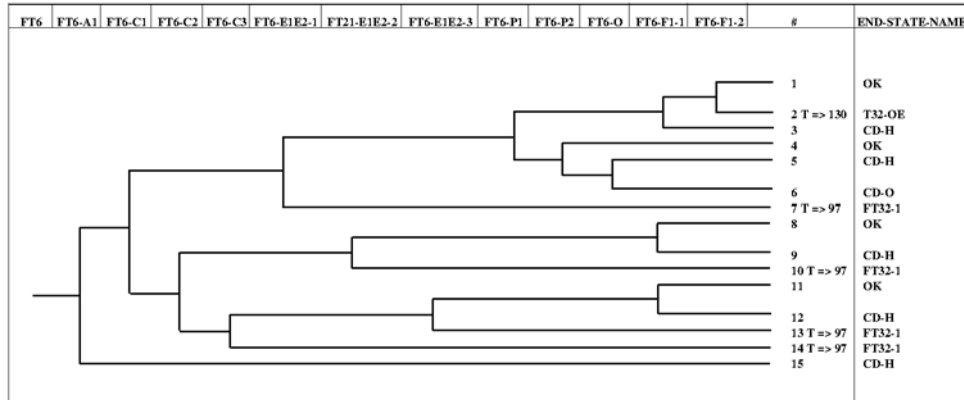 FT6 FT6-A1 FT6-C1 FT6-C2 FT6-C3 FT6-E1E2-1 FT21-E1E2-2 FT6-E1E2-3 FT6-P1 FT6-P2 FT6-O FT6-F1-1 FT6-F1-2 # END-STATE-NAME
1 OK
2 T => 130 T32-OE
3 CD-H
4 OK
5 CD-H
6 CD-O
7 T => 97 FT32-1
8 OK
9 CD-H
10 T => 97 FT32-1
11 OK
12 CD-H
13 T => 97 FT32-1
14 T => 97 FT32-1
15 CD-H